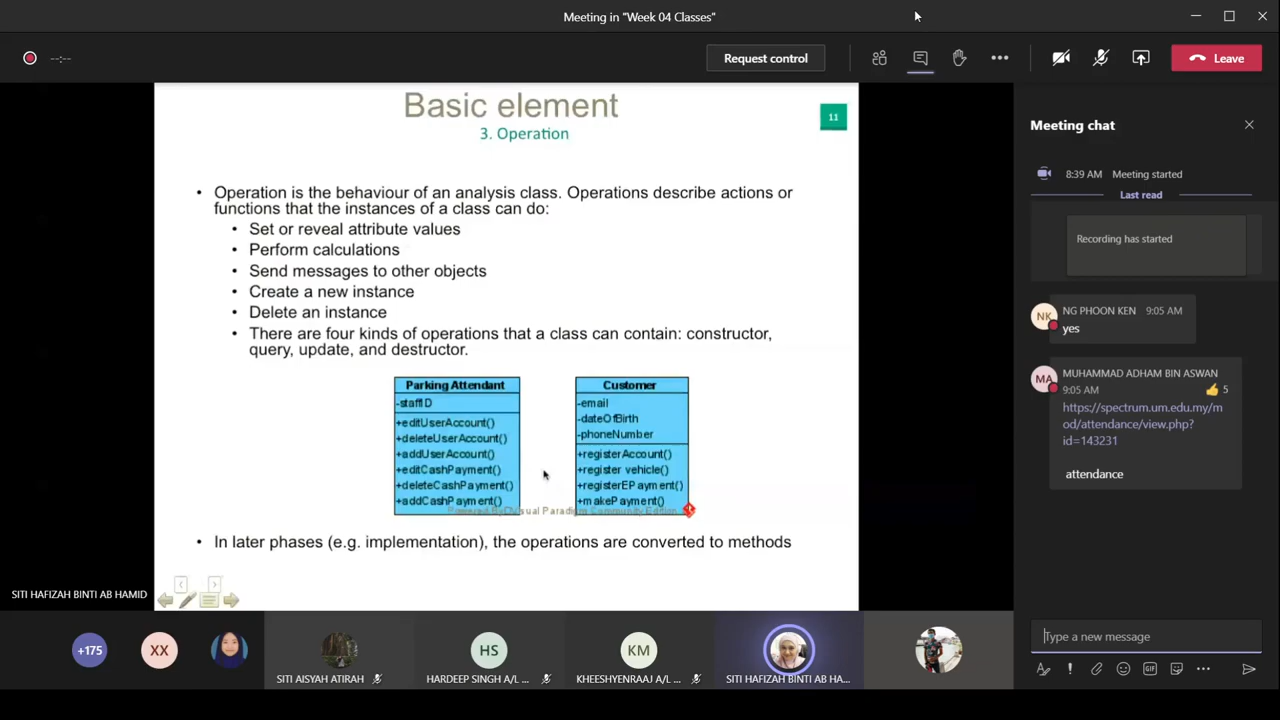 Meeting in "Week 04 Classes"
--:--
Request control
Leave
Basic element
3. Operation
11
• Operation is the behaviour of an analysis class. Operations describe actions or
functions that the instances of a class can do:
• Set or reveal attribute values
• Perform calculations
• Send messages to other objects
• Create a new instance
• Delete an instance
• There are four kinds of operations that a class can contain: constructor,
query, update, and destructor.
Parking Attendant
-staffID
+editUserAccount()
+deleteUserAccount()
+addUserAccount()
+editCashPayment()
+deleteCashPayment()
+addCashPayment()
Customer
-email
-dateOfBirth
-phoneNumber
+registerAccount()
+register vehicle()
+registerEPayment()
+makePayment()
Powered By Visual Paradigm Community Edition
• In later phases (e.g. implementation), the operations are converted to methods
SITI HAFIZAH BINTI AB HAMID
+175
XX
SITI AISYAH ATIRAH
HS
HARDEEP SINGH A/L ...
KM
KHEESHYENRAAJ A/L ...
SITI HAFIZAH BINTI AB HA...
Meeting chat
8:39 AM Meeting started
Last read
Recording has started
NK
NG PHOON KEN 9:05 AM
yes
MA
MUHAMMAD ADHAM BIN ASWAN
9:05 AM
5
https://spectrum.um.edu.my/m
od/attendance/view.php?
id=143231
attendance
Type a new message
GIF